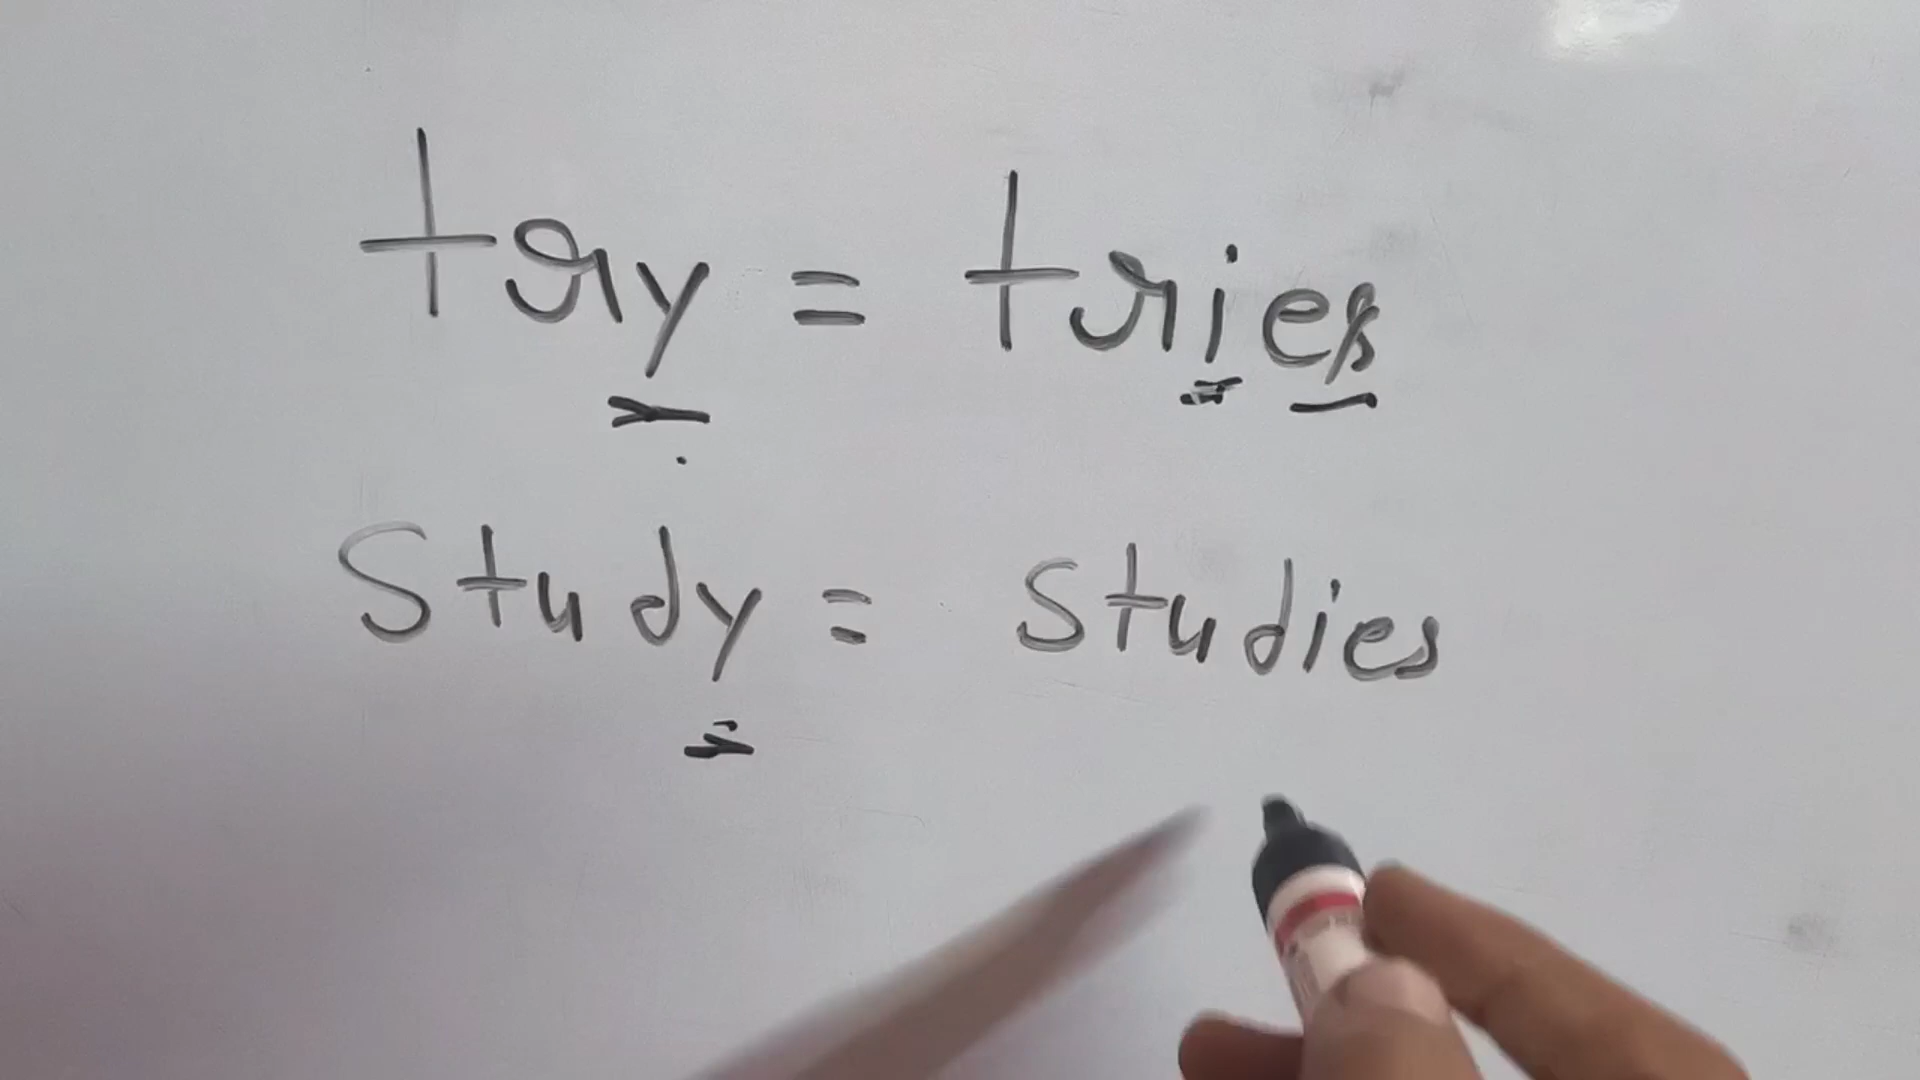 try = tries
Study = Studies